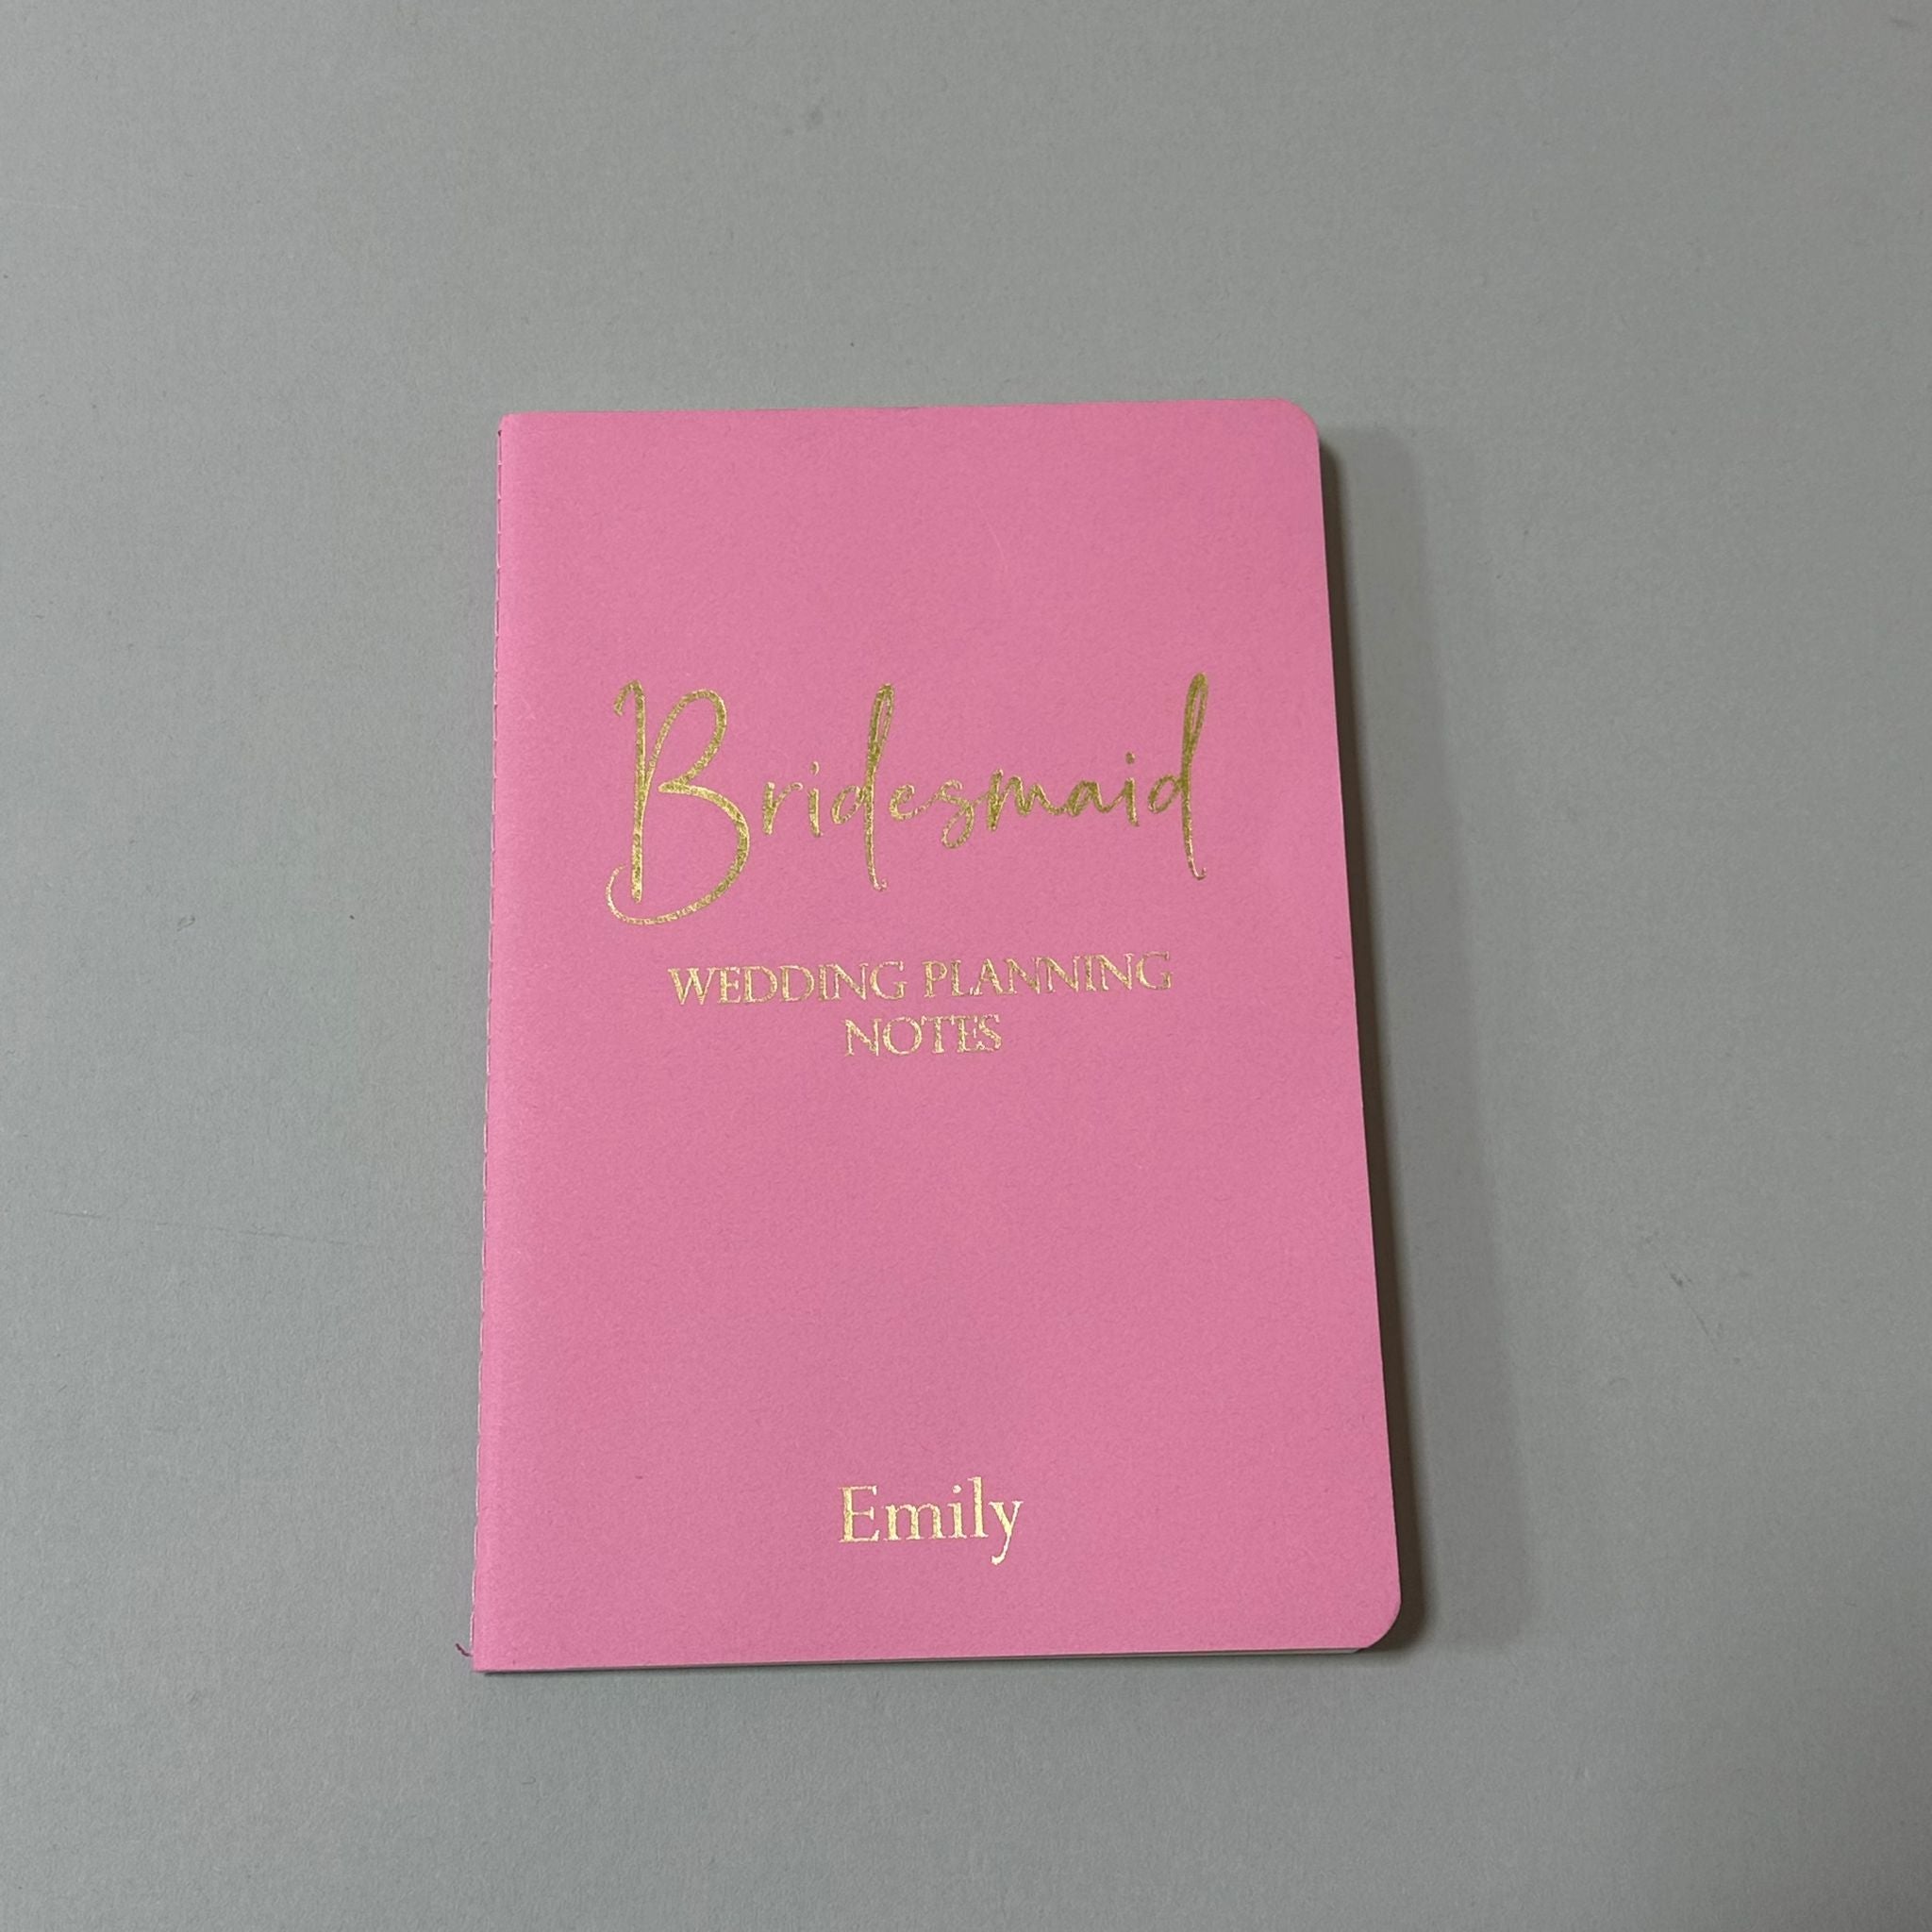 Bridesmaid
WEDDING PLANNING
NOTES
Emily